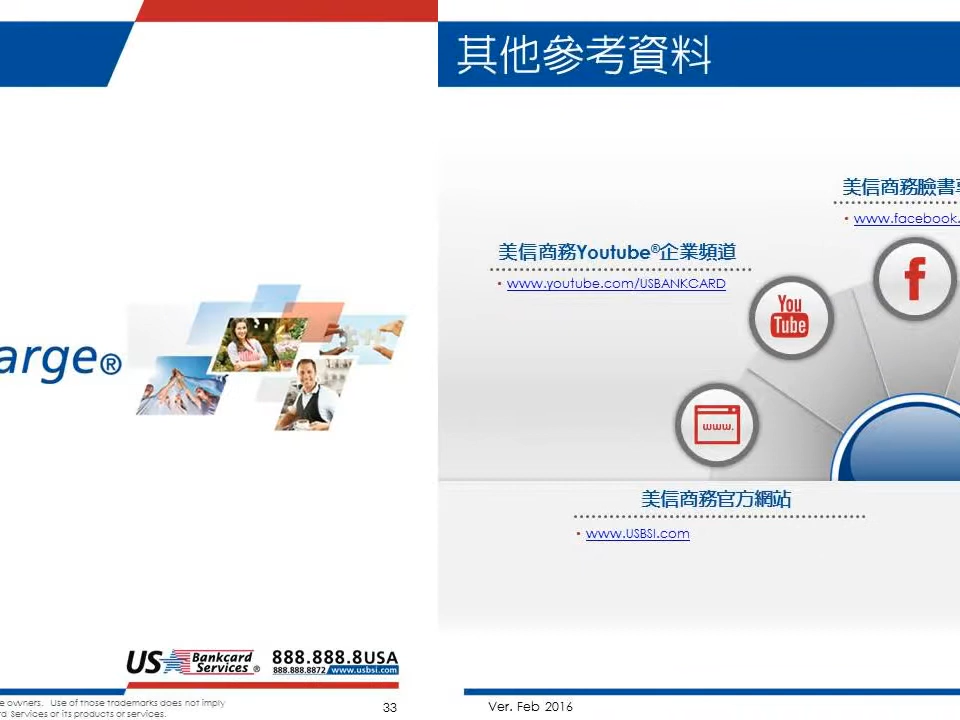 arge®
US Bankcard Services ®
888.888.8USA
888.888.8872 / www.usbsi.com
e owners. Use of those trademarks does not imply
rd Services or its products or services.
33
其他參考資料
美信商務臉書
www.facebook.
美信商務Youtube®企業頻道
www.youtube.com/USBANKCARD
f
You
Tube
www.
美信商務官方網站
www.USBSI.com
Ver. Feb 2016